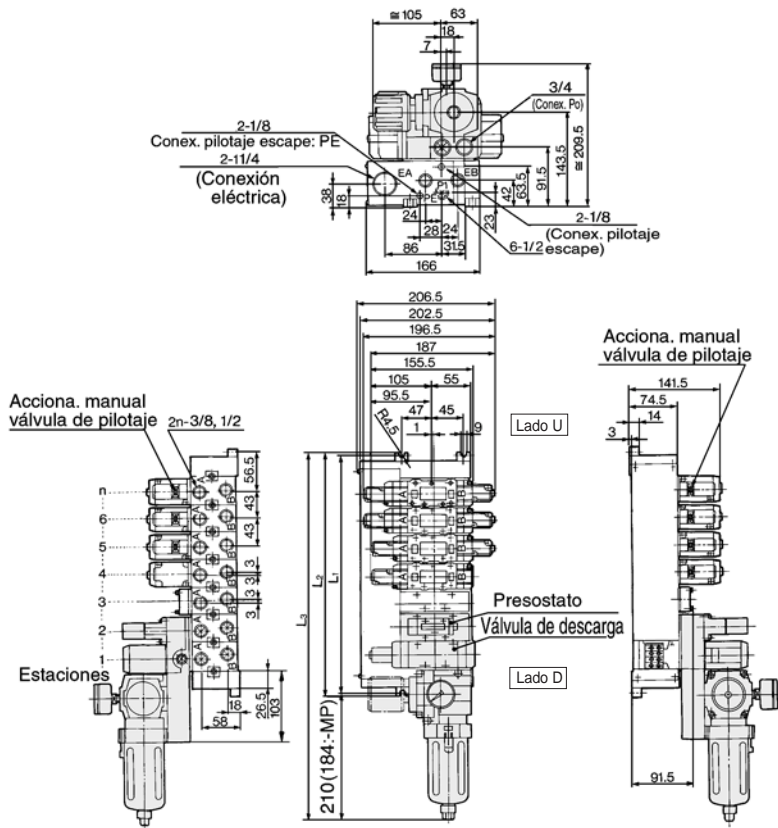 ≅105
63
18
7
3/4
(Conex. Po)
2-1/8
Conex. pilotaje escape: PE
2-11/4
(Conexión
eléctrica)
EA
EB
P1
PE
38
18
24
28
24
86
31.5
166
23
42
63.5
91.5
143.5
≅209.5
2-1/8
(Conex. pilotaje
escape)
6-1/2
206.5
202.5
196.5
187
155.5
105
55
95.5
47
45
1
9
R4.5
Lado U
Acciona. manual
válvula de pilotaje
2n-3/8, 1/2
n
6
5
4
3
2
1
Estaciones
A
B
56.5
43
43
3
3
3
18
58
26.5
103
L3
L2
L1
A
B
Presostato
Válvula de descarga
Lado D
210(184:-MP)
Acciona. manual
válvula de pilotaje
141.5
74.5
14
3
91.5